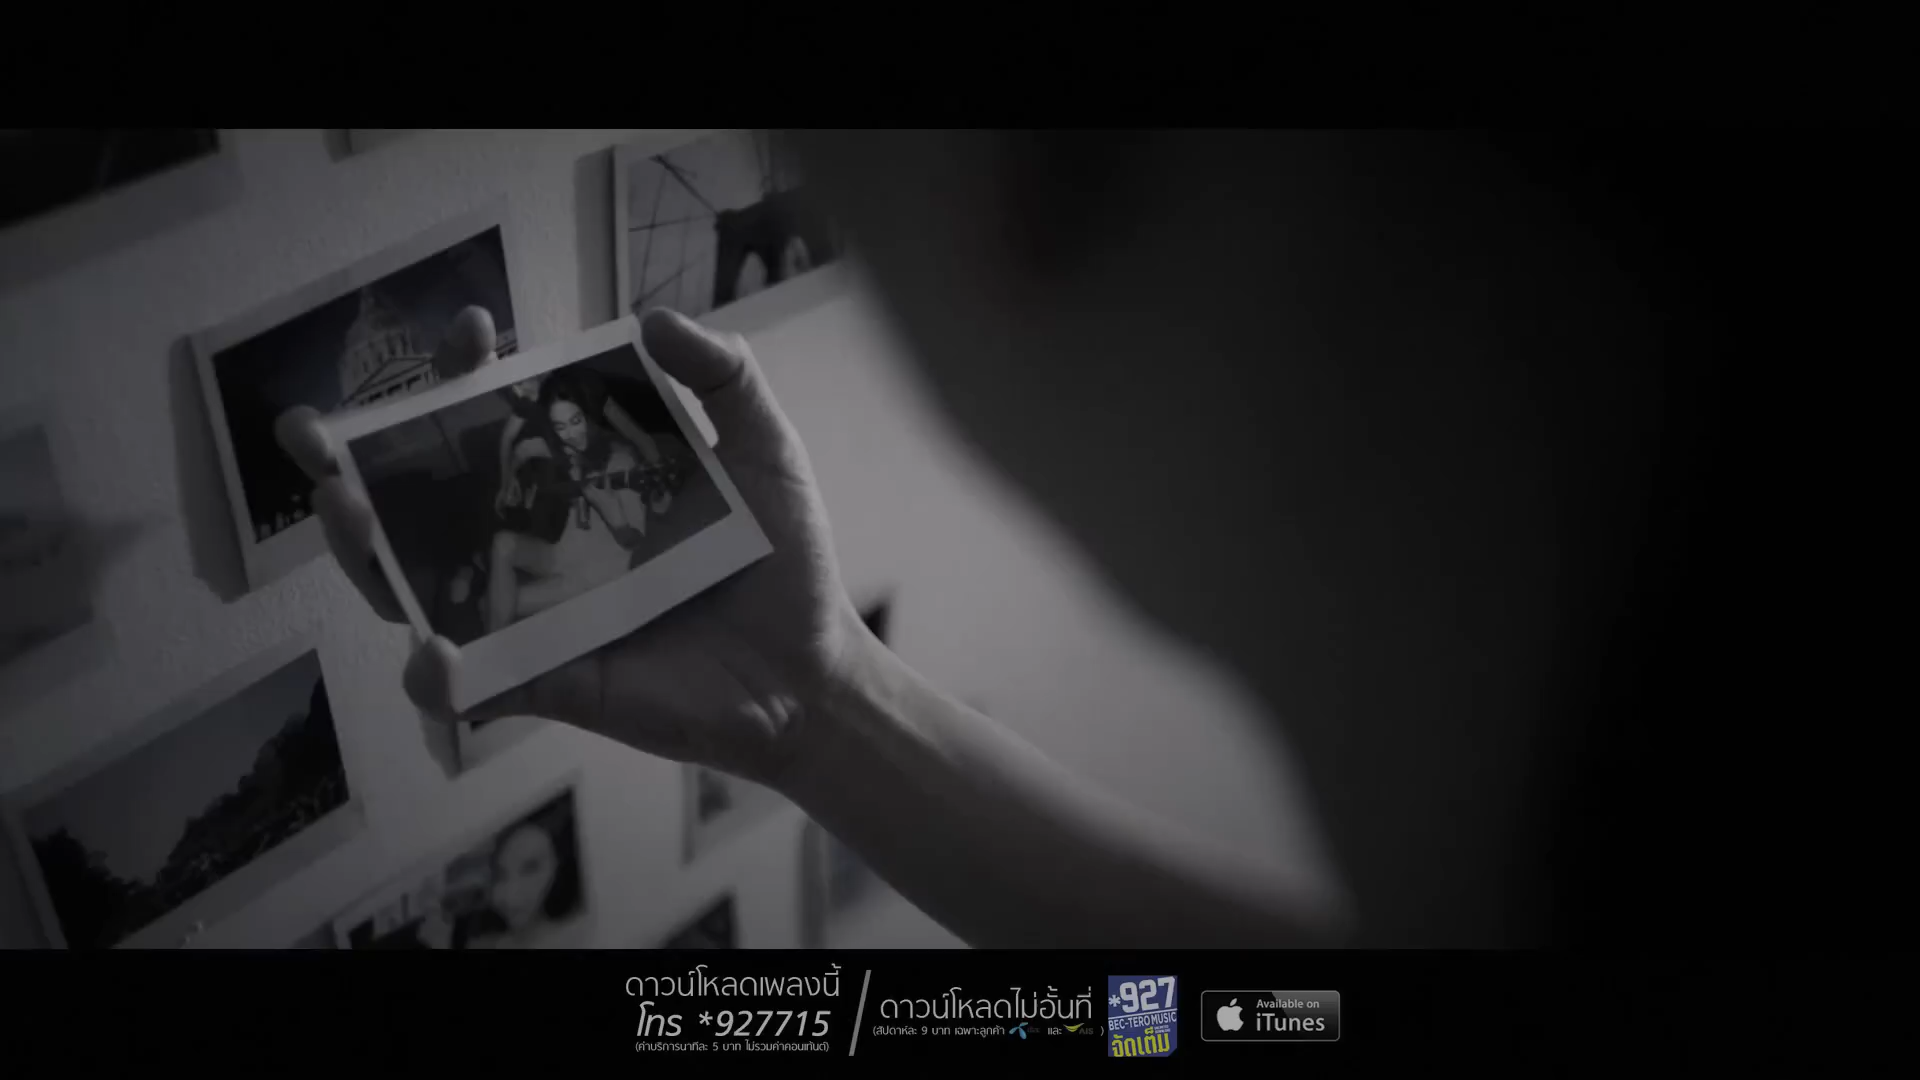 ดาวน์โหลดเพลงนี้
โทร *927715
(ค่าบริการนาทีละ 5 บาท ไม่รวมค่าคอนเท้นต์)
ดาวน์โหลดไม่อั้นที่
(สัปดาห์ละ 9 บาท เฉพาะลูกค้า และ AIS )
*927
BEC-TERO MUSIC
จัดเต็ม
Available on
iTunes